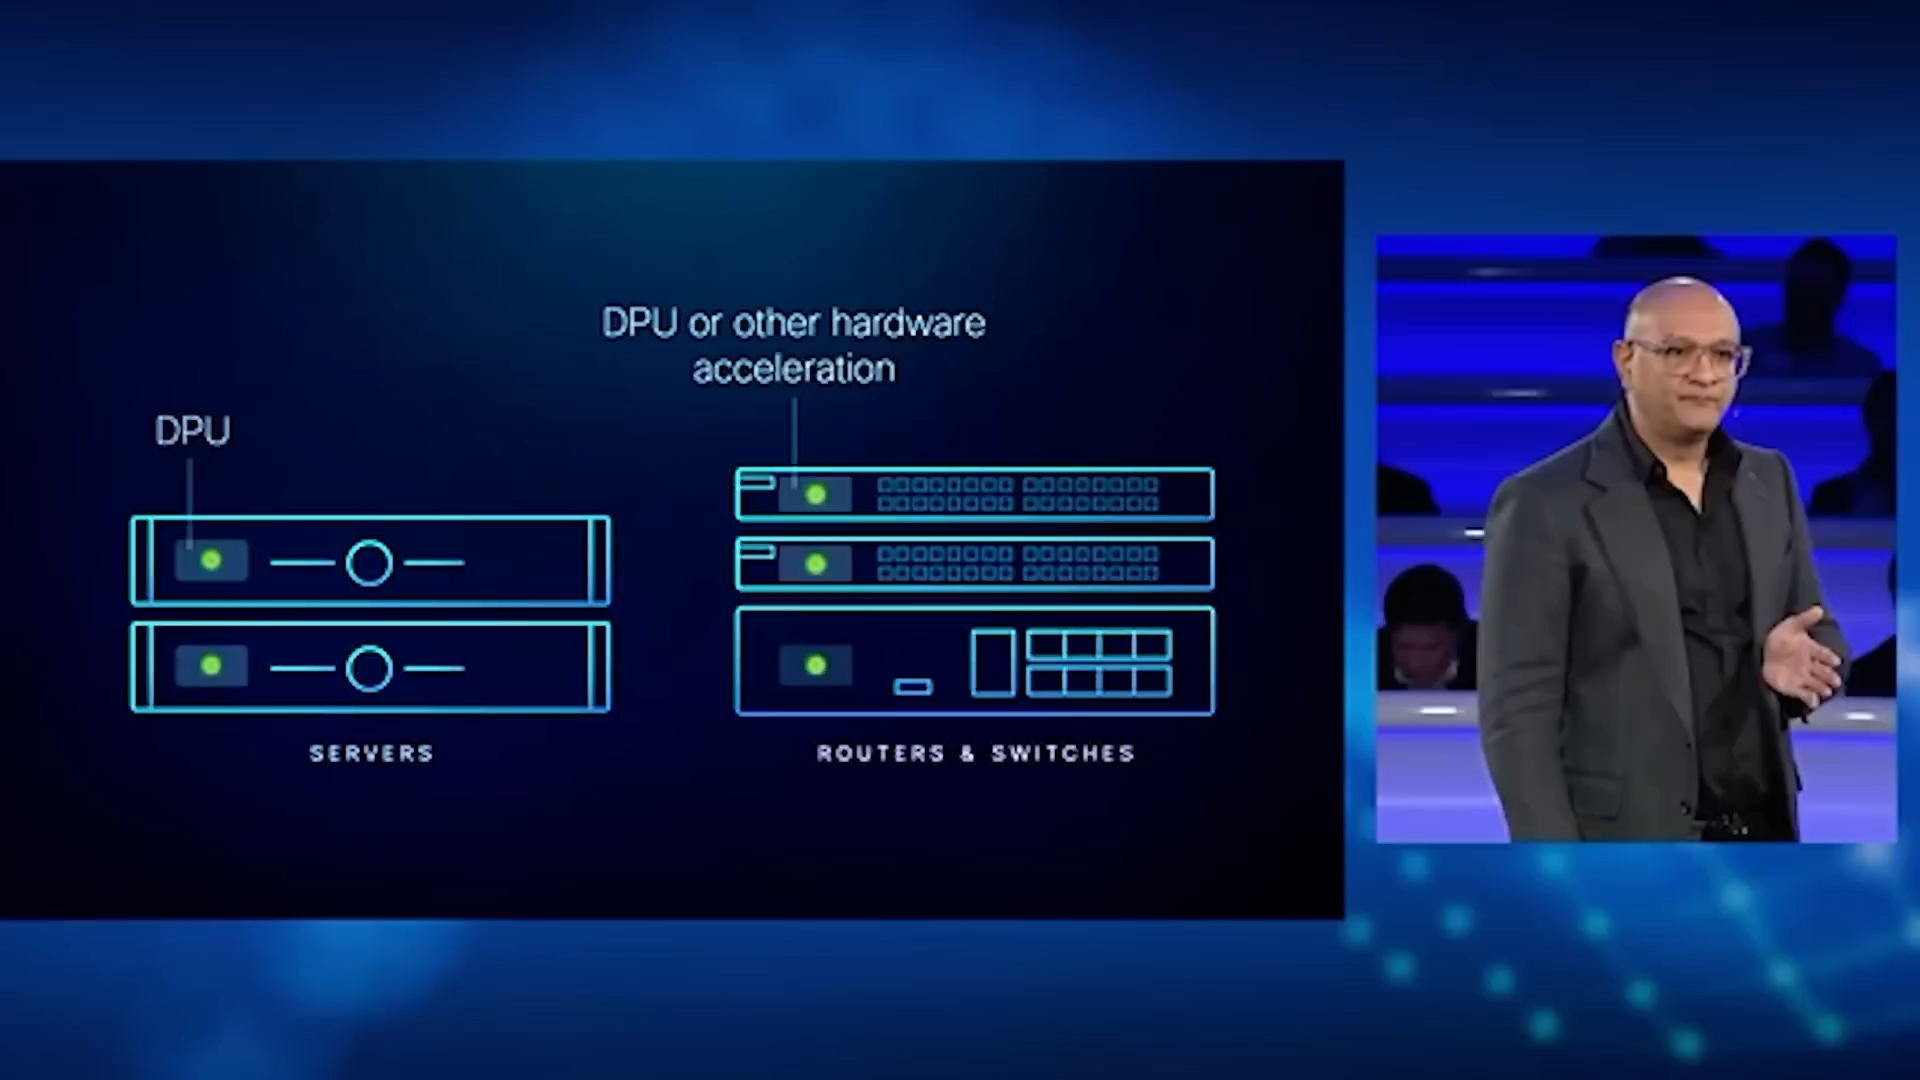 DPU or other hardware
acceleration
DPU
SERVERS
ROUTERS & SWITCHES